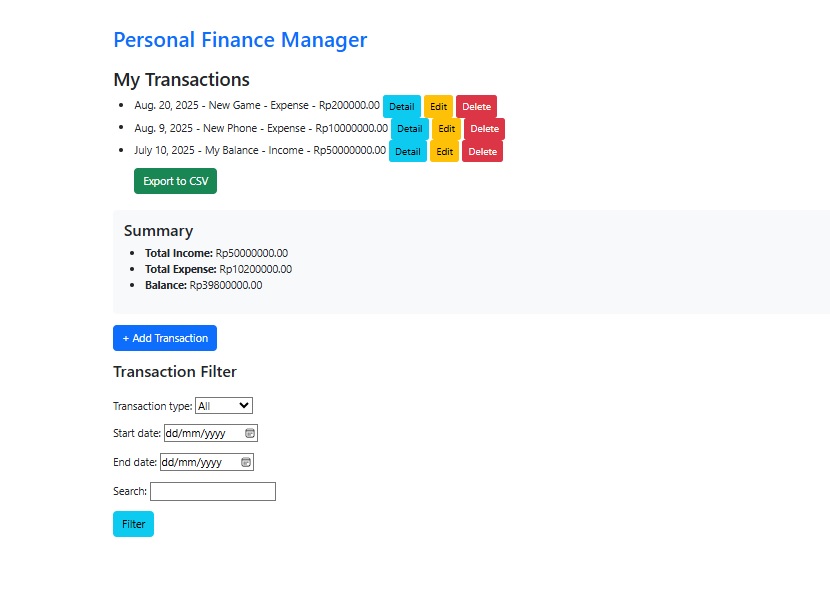 Personal Finance Manager
My Transactions
Aug. 20, 2025 - New Game - Expense - Rp200000.00 Detail Edit Delete
Aug. 9, 2025 - New Phone - Expense - Rp10000000.00 Detail Edit Delete
July 10, 2025 - My Balance - Income - Rp50000000.00 Detail Edit Delete
Export to CSV
Summary
Total Income: Rp50000000.00
Total Expense: Rp10200000.00
Balance: Rp39800000.00
+ Add Transaction
Transaction Filter
Transaction type: All
Start date: dd/mm/yyyy
End date: dd/mm/yyyy
Search:
Filter